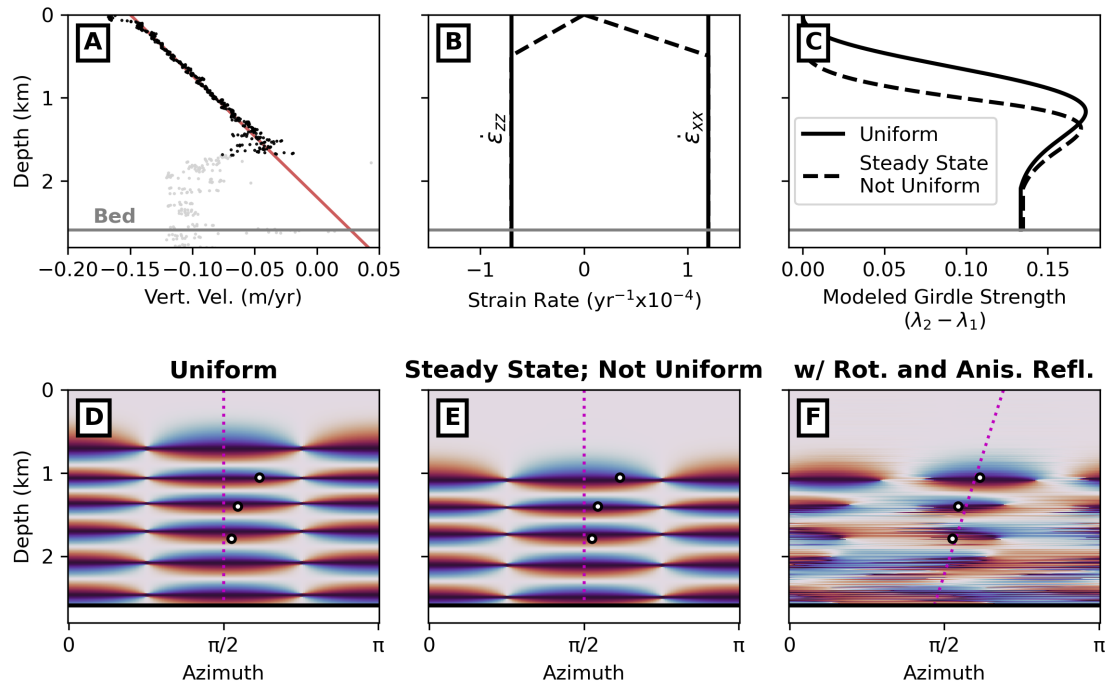 A
B
C
0
1
2
Depth (km)
Bed
−0.20
−0.15
−0.10
−0.05
0.00
0.05
Vert. Vel. (m/yr)
ε̇zz
ε̇xx
−1
0
1
Strain Rate (yr⁻¹x10⁻⁴)
Uniform
Steady State
Not Uniform
0.00
0.05
0.10
0.15
Modeled Girdle Strength
(λ₂ − λ₁)
Uniform
Steady State; Not Uniform
w/ Rot. and Anis. Refl.
D
E
F
0
1
2
Depth (km)
0
π/2
π
Azimuth
0
π/2
π
Azimuth
0
π/2
π
Azimuth